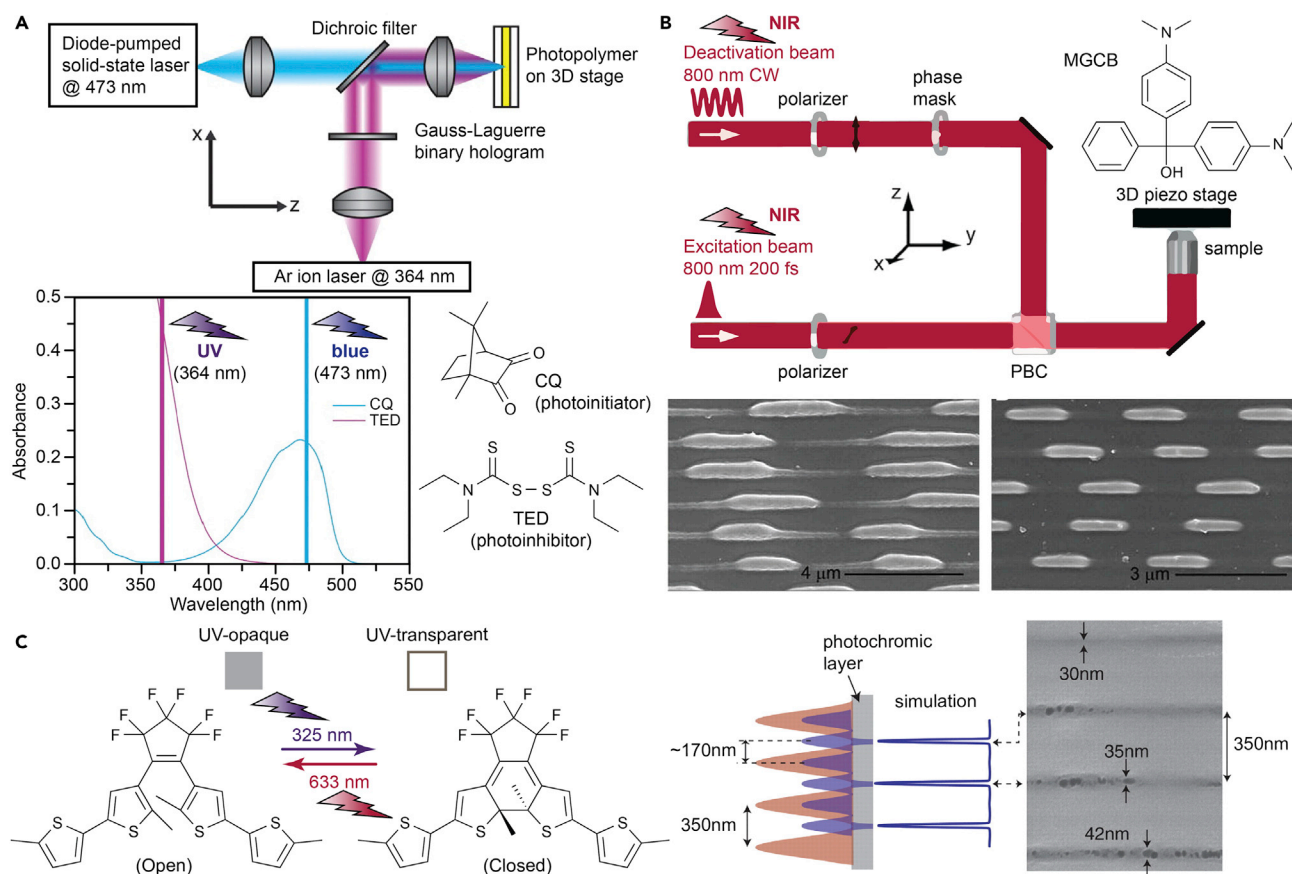 A
Diode-pumped
solid-state laser
@ 473 nm
Dichroic filter
Photopolymer
on 3D stage
x
z
Gauss-Laguerre
binary hologram
Ar ion laser @ 364 nm
0.5
0.4
0.3
0.2
0.1
0.0
Absorbance
UV
(364 nm)
blue
(473 nm)
CQ
TED
300
350
400
450
500
550
Wavelength (nm)
O
O
CQ
(photoinitiator)
S
S
N
S
S
N
TED
(photoinhibitor)
B
NIR
Deactivation beam
800 nm CW
polarizer
phase
mask
MGCB
N
N
OH
3D piezo stage
sample
z
y
x
NIR
Excitation beam
800 nm 200 fs
polarizer
PBC
4 μm
3 μm
C
UV-opaque
UV-transparent
F
F
F
F
F
F
S
S
S
S
(Open)
325 nm
633 nm
F
F
F
F
F
F
S
S
S
S
(Closed)
photochromic
layer
simulation
~170nm
350nm
30nm
35nm
350nm
42nm